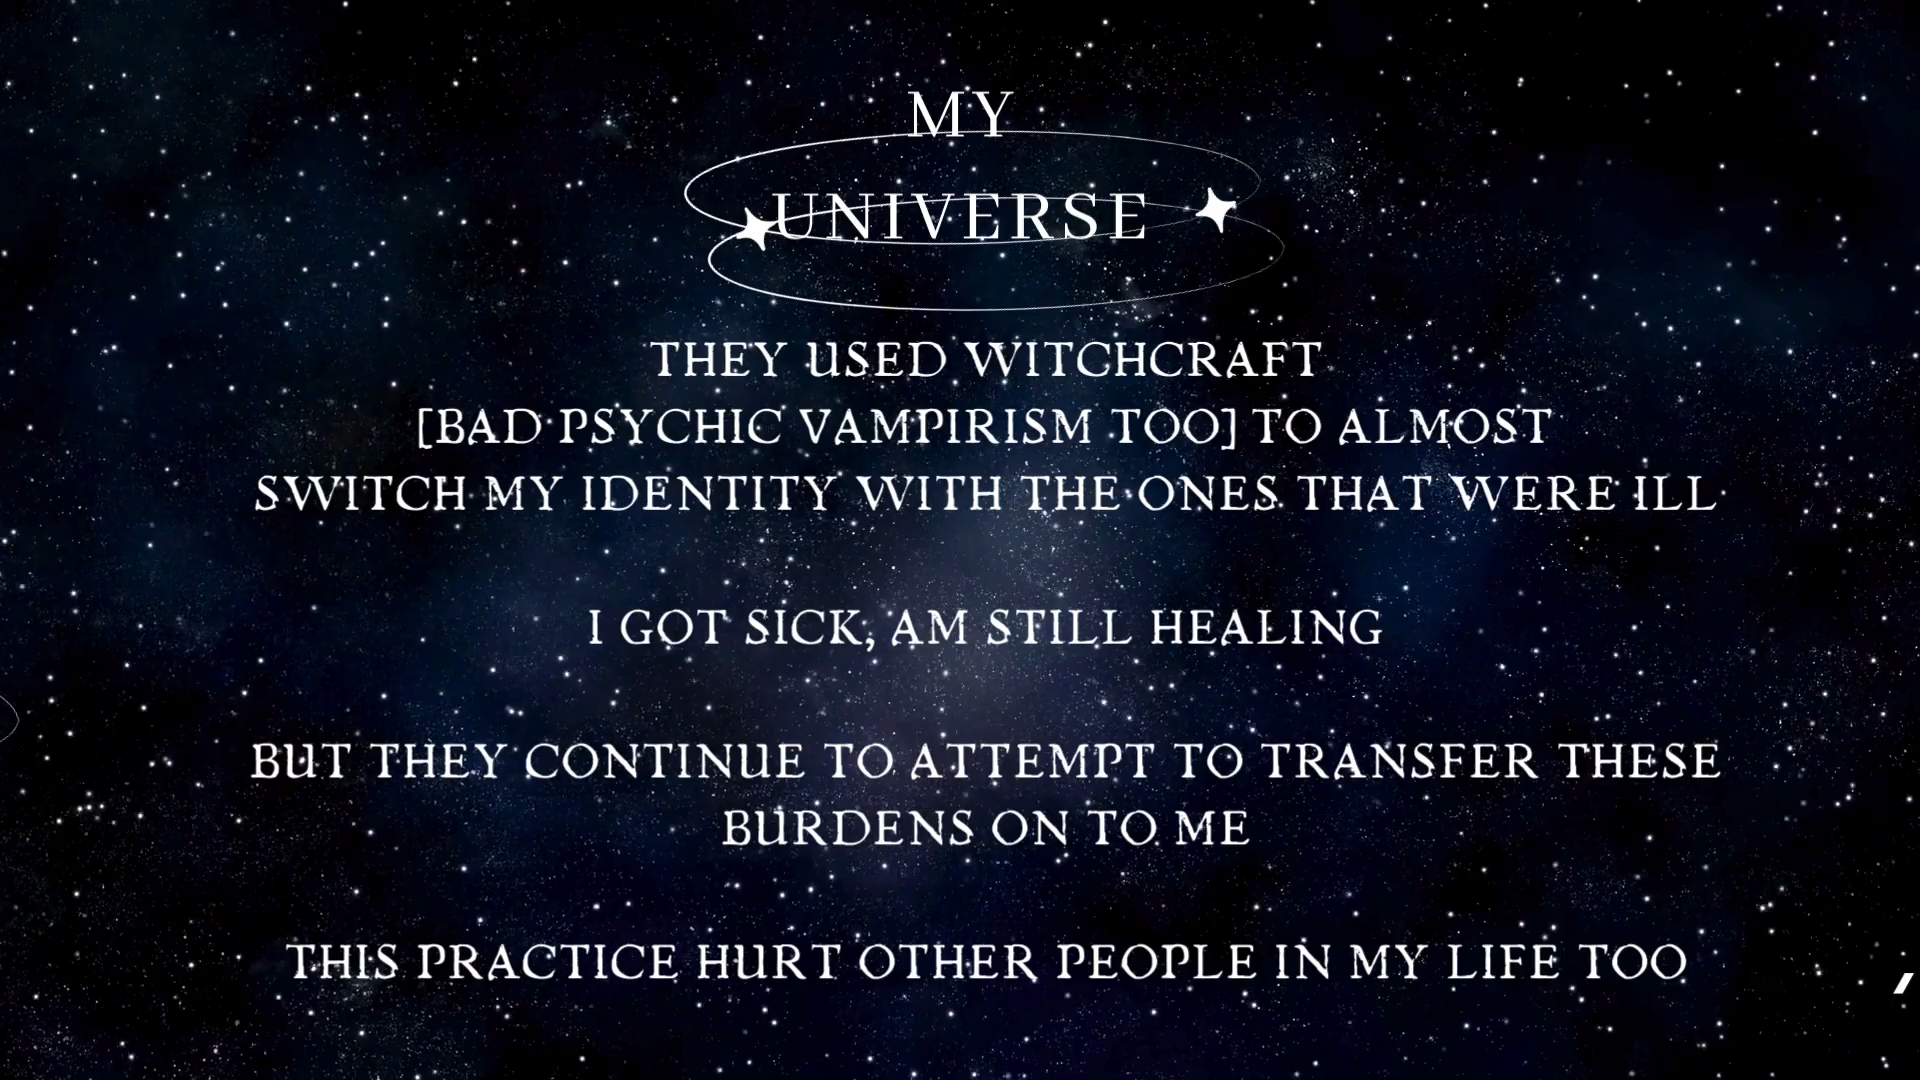 MY
UNIVERSE
THEY USED WITCHCRAFT
[BAD PSYCHIC VAMPIRISM TOO] TO ALMOST
SWITCH MY IDENTITY WITH THE ONES THAT WERE ILL
I GOT SICK, AM STILL HEALING
BUT THEY CONTINUE TO ATTEMPT TO TRANSFER THESE
BURDENS ON TO ME
THIS PRACTICE HURT OTHER PEOPLE IN MY LIFE TOO